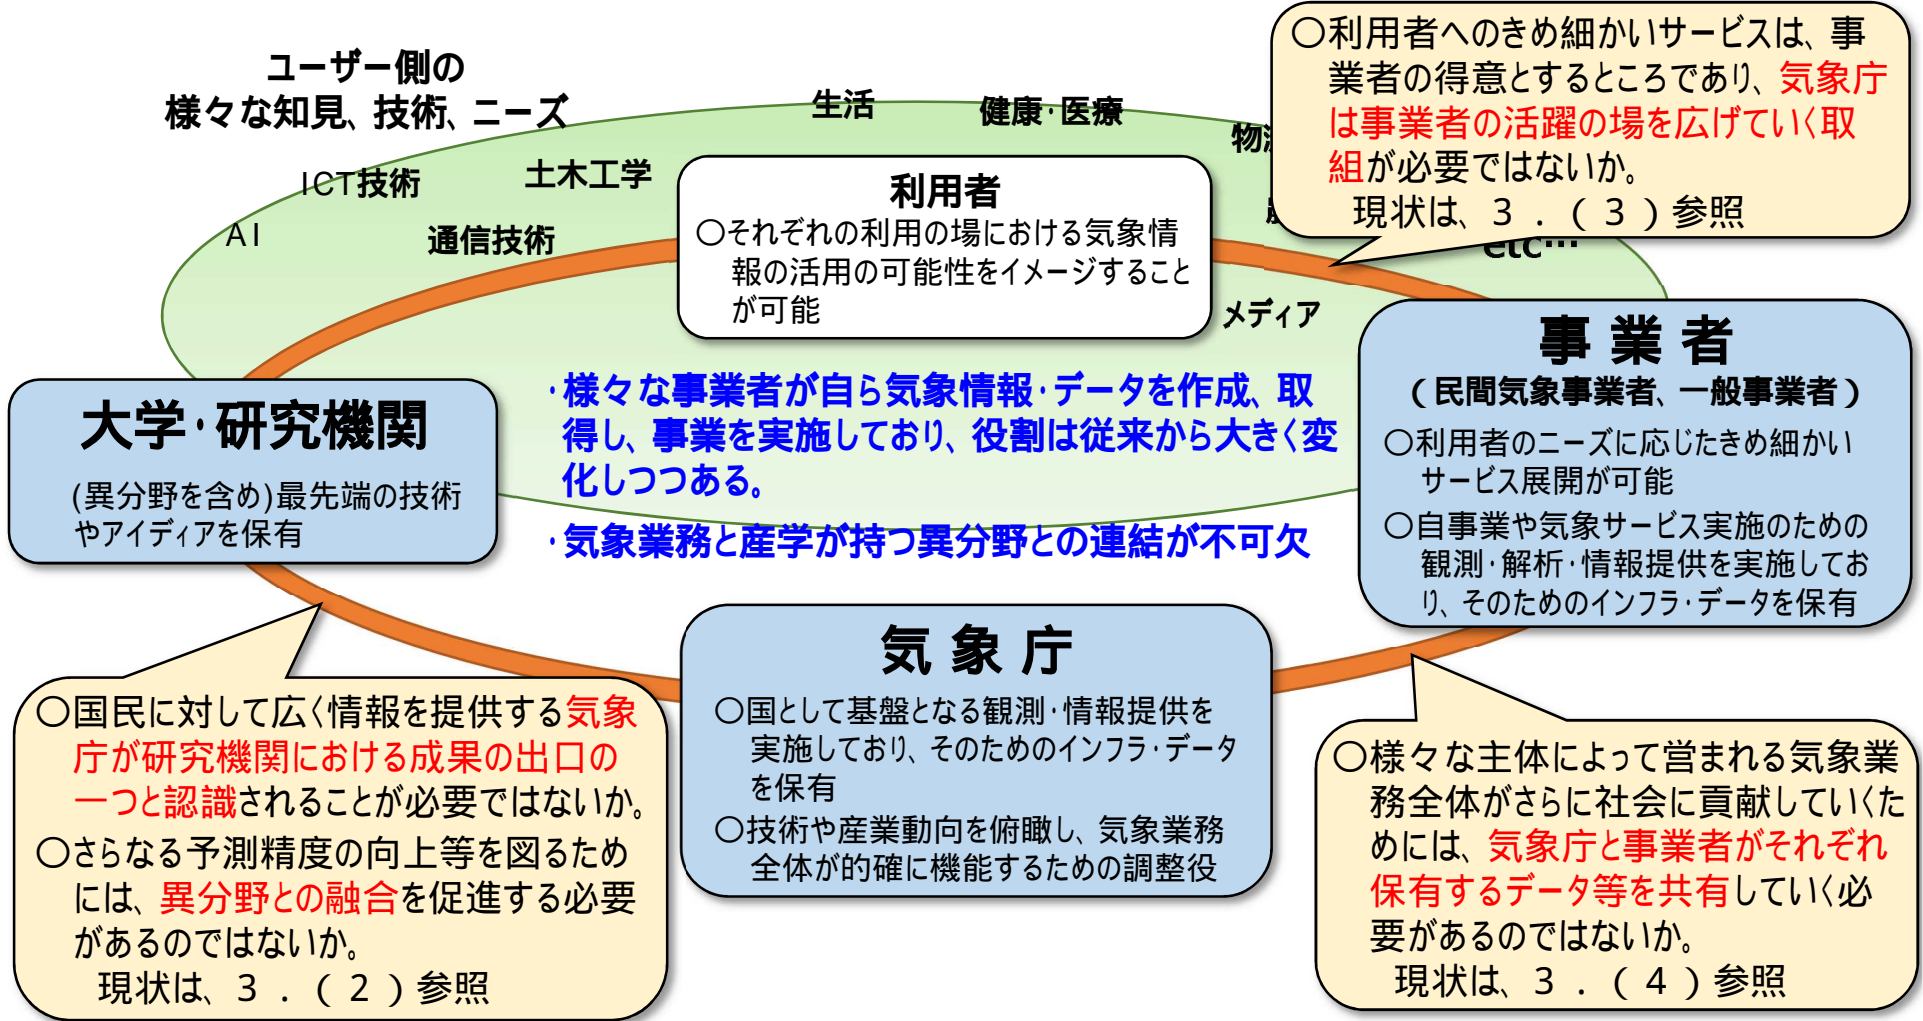 ユーザー側の
様々な知見、技術、ニーズ
生活
健康・医療
物
土木工学
ICT技術
AI
通信技術
etc…
メディア
○利用者へのきめ細かいサービスは、事
業者の得意とするところであり、気象庁
は事業者の活躍の場を広げていく取
組が必要ではないか。
現状は、3.(3)参照
利用者
○それぞれの利用の場における気象情
報の活用の可能性をイメージすること
が可能
事業者
(民間気象事業者、一般事業者)
○利用者のニーズに応じたきめ細かい
サービス展開が可能
○自事業や気象サービス実施のための
観測・解析・情報提供を実施してお
り、そのためのインフラ・データを保有
大学・研究機関
(異分野を含め)最先端の技術
やアイディアを保有
・様々な事業者が自ら気象情報・データを作成、取
得し、事業を実施しており、役割は従来から大きく変
化しつつある。
・気象業務と産学が持つ異分野との連結が不可欠
気象庁
○国として基盤となる観測・情報提供を
実施しており、そのためのインフラ・データ
を保有
○技術や産業動向を俯瞰し、気象業務
全体が的確に機能するための調整役
○国民に対して広く情報を提供する気象
庁が研究機関における成果の出口の
一つと認識されることが必要ではないか。
○さらなる予測精度の向上等を図るため
には、異分野との融合を促進する必要
があるのではないか。
現状は、3.(2)参照
○様々な主体によって営まれる気象業
務全体がさらに社会に貢献していくた
めには、気象庁と事業者がそれぞれ
保有するデータ等を共有していく必
要があるのではないか。
現状は、3.(4)参照